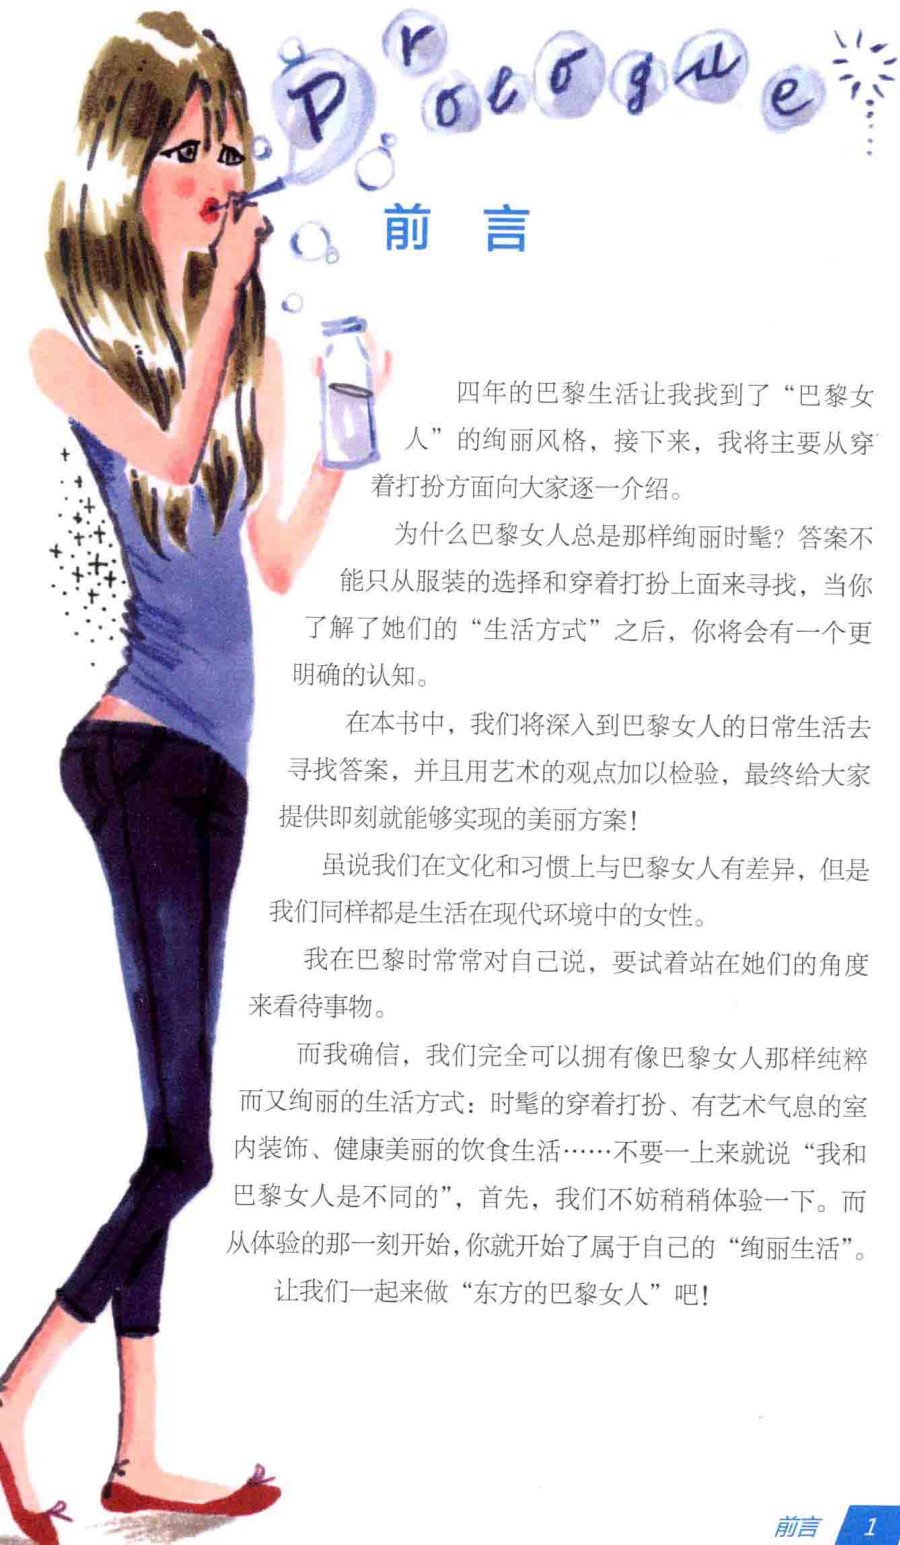 Prologue
前言
四年的巴黎生活让我找到了“巴黎女
人”的绚丽风格，接下来，我将主要从穿
着打扮方面向大家逐一介绍。
为什么巴黎女人总是那样绚丽时髦？答案不
能只从服装的选择和穿着打扮上面来寻找，当你
了解了她们的“生活方式”之后，你将会有一个更
明确的认知。
在本书中，我们将深入到巴黎女人的日常生活去
寻找答案，并且用艺术的观点加以检验，最终给大家
提供即刻就能够实现的美丽方案！
虽说我们在文化和习惯上与巴黎女人有差异，但是
我们同样都是生活在现代环境中的女性。
我在巴黎时常常对自己说，要试着站在她们的角度
来看待事物。
而我确信，我们完全可以拥有像巴黎女人那样纯粹
而又绚丽的生活方式：时髦的穿着打扮、有艺术气息的室
内装饰、健康美丽的饮食生活……不要一上来就说“我和
巴黎女人是不同的”，首先，我们不妨稍稍体验一下。而
从体验的那一刻开始，你就开始了属于自己的“绚丽生活”。
让我们一起来做“东方的巴黎女人”吧！
前言 1